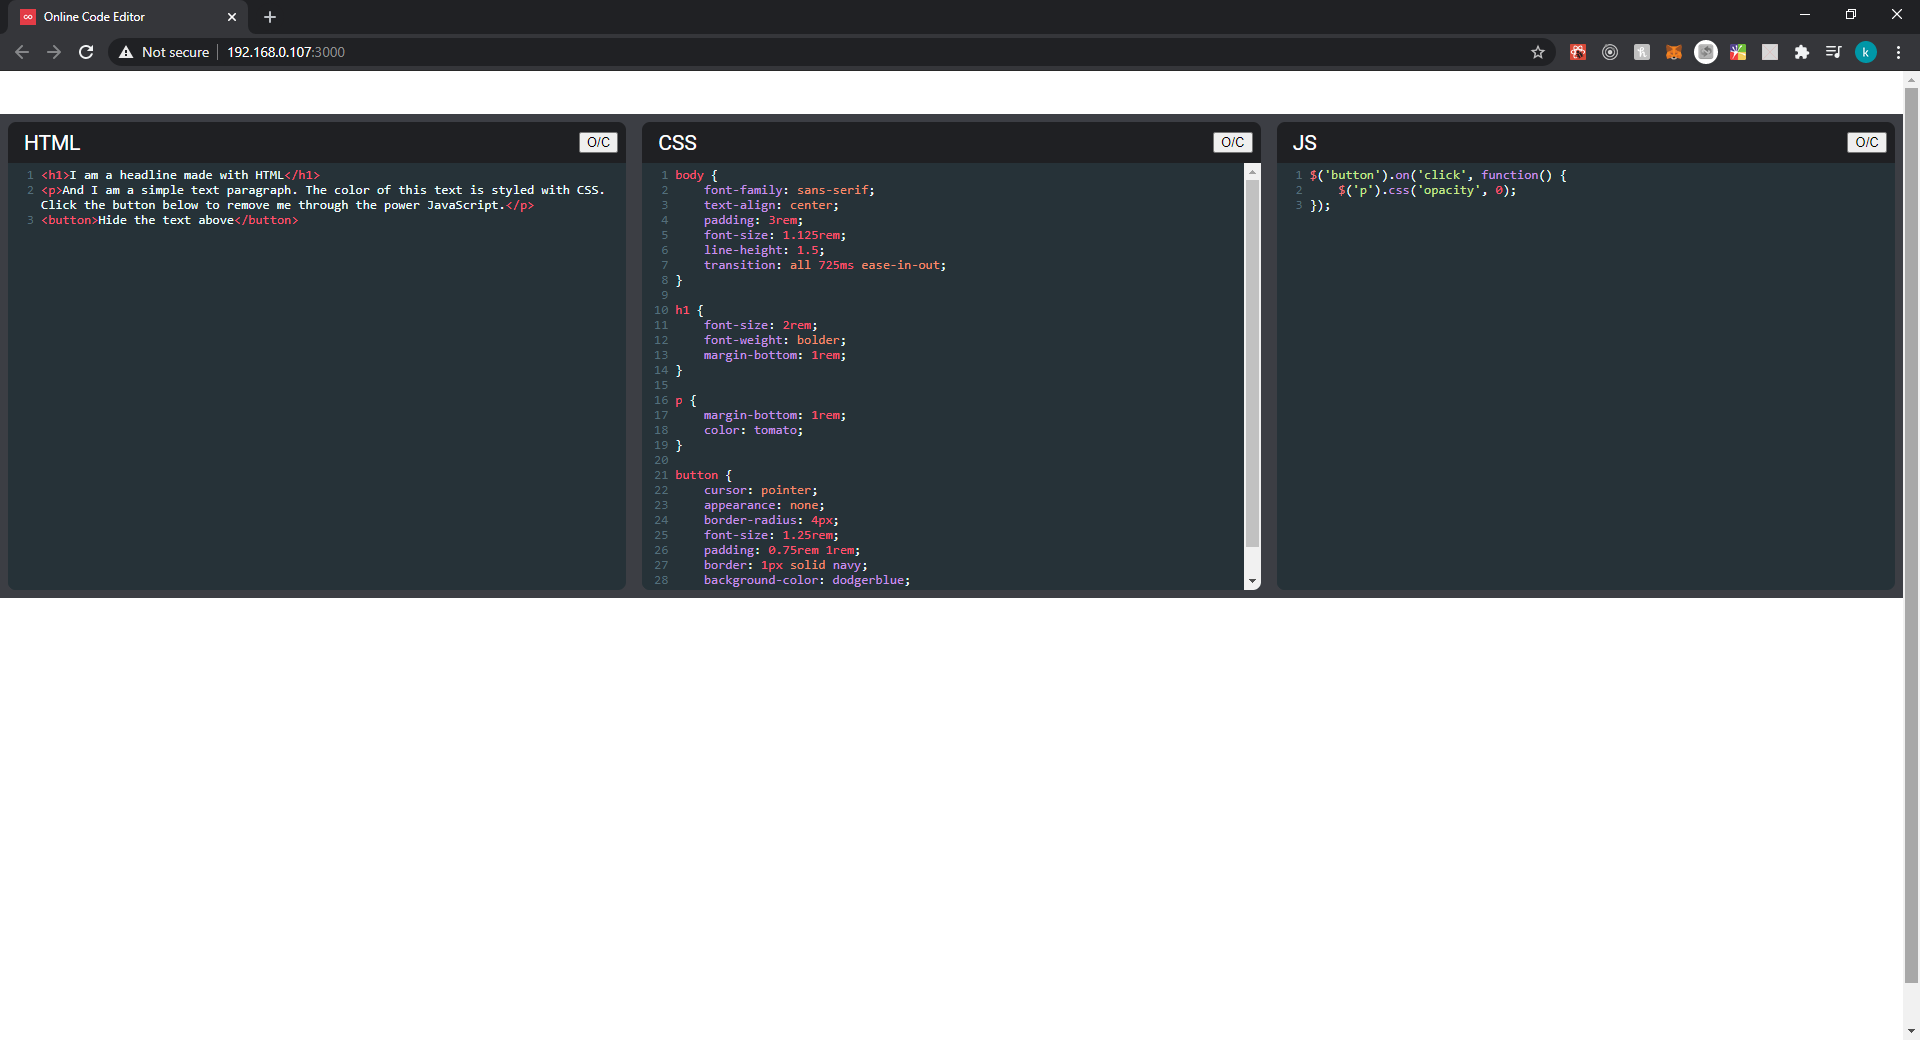 Online Code Editor
Not secure 192.168.0.107:3000
k
HTML
O/C
1 <h1>I am a headline made with HTML</h1>
2 <p>And I am a simple text paragraph. The color of this text is styled with CSS.
Click the button below to remove me through the power JavaScript.</p>
3 <button>Hide the text above</button>
CSS
O/C
1 body {
2 font-family: sans-serif;
3 text-align: center;
4 padding: 3rem;
5 font-size: 1.125rem;
6 line-height: 1.5;
7 transition: all 725ms ease-in-out;
8 }
9
10 h1 {
11 font-size: 2rem;
12 font-weight: bolder;
13 margin-bottom: 1rem;
14 }
15
16 p {
17 margin-bottom: 1rem;
18 color: tomato;
19 }
20
21 button {
22 cursor: pointer;
23 appearance: none;
24 border-radius: 4px;
25 font-size: 1.25rem;
26 padding: 0.75rem 1rem;
27 border: 1px solid navy;
28 background-color: dodgerblue;
JS
O/C
1 $('button').on('click', function() {
2 $('p').css('opacity', 0);
3 });